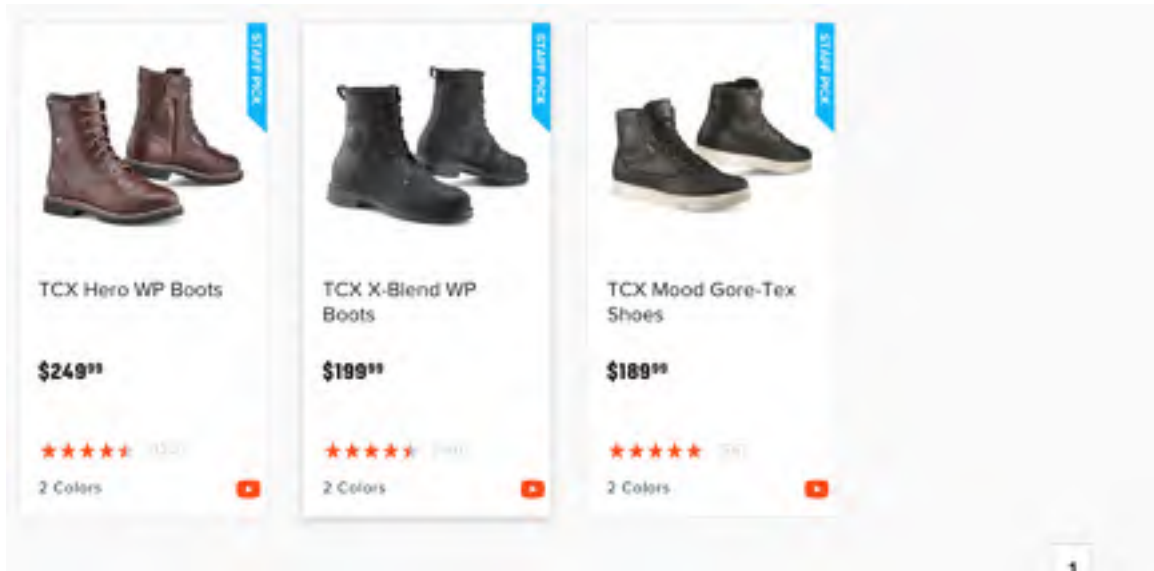 STAFF PICK
STAFF PICK
STAFF PICK
TCX Hero WP Boots
TCX X-Blend WP
Boots
TCX Mood Gore-Tex
Shoes
$249⁹⁹
$199⁹⁹
$189⁹⁹
2 Colors
2 Colors
2 Colors
1